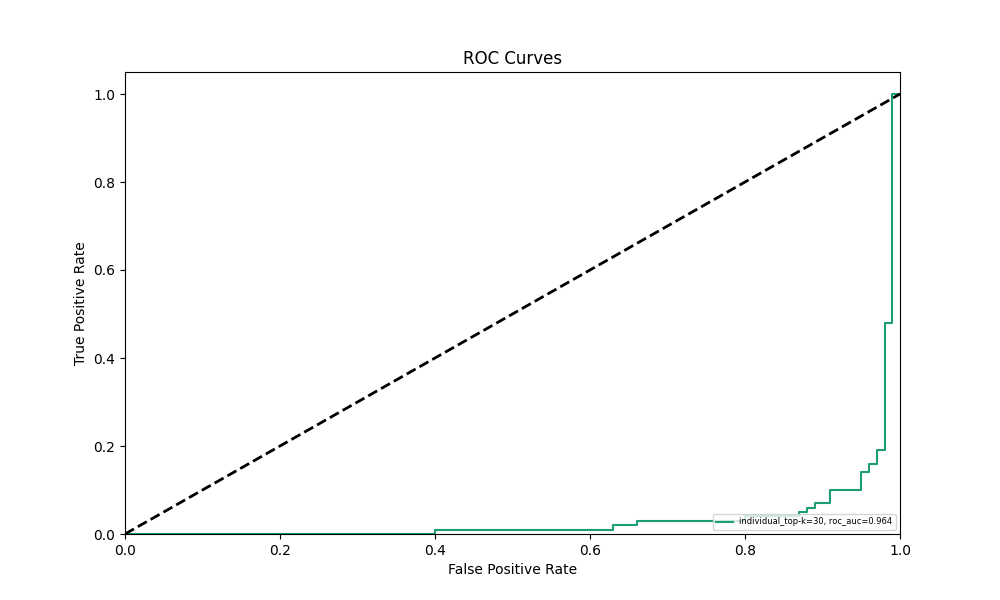 ROC Curves
True Positive Rate
1.0
0.8
0.6
0.4
0.2
0.0
individual_top-k=30, roc_auc=0.964
0.0 0.2 0.4 0.6 0.8 1.0
False Positive Rate